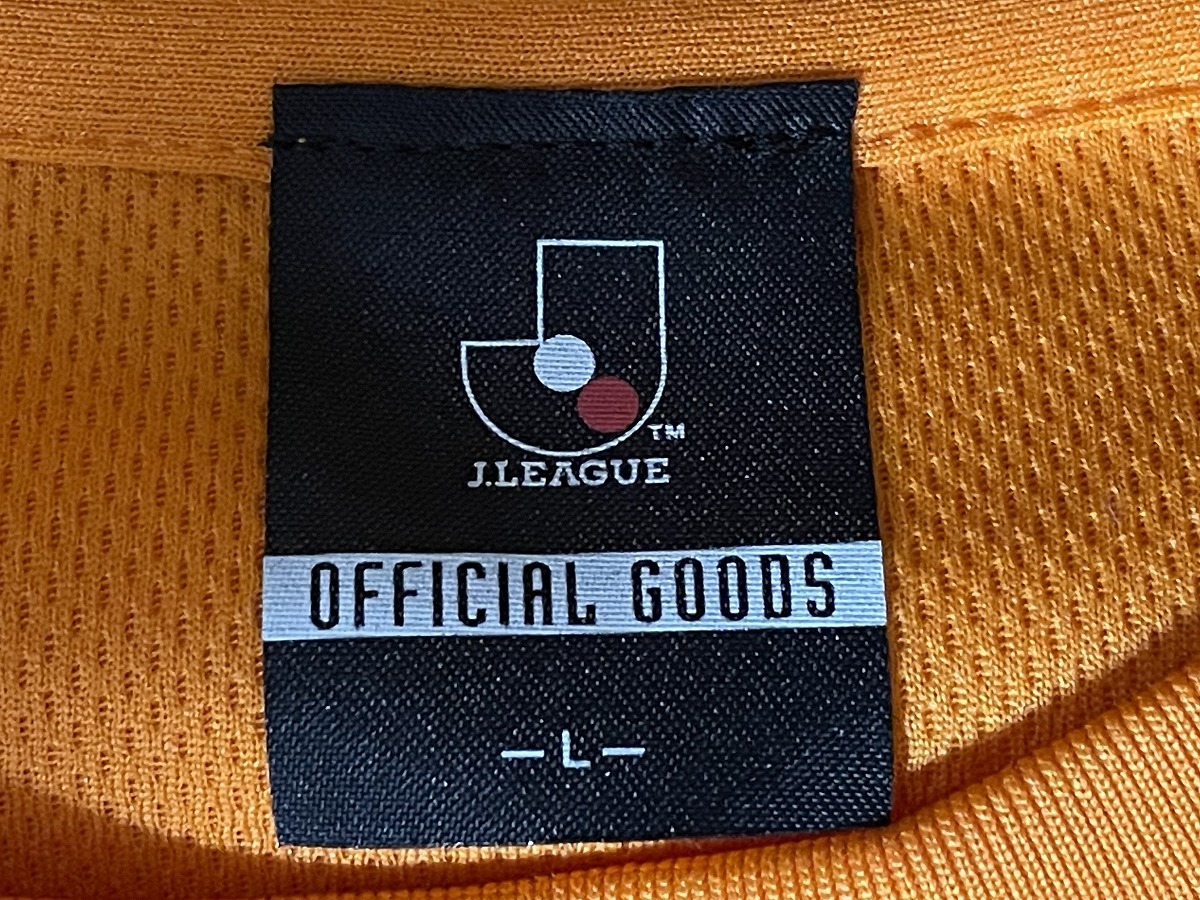 TM
J.LEAGUE
OFFICIAL GOODS
—L—